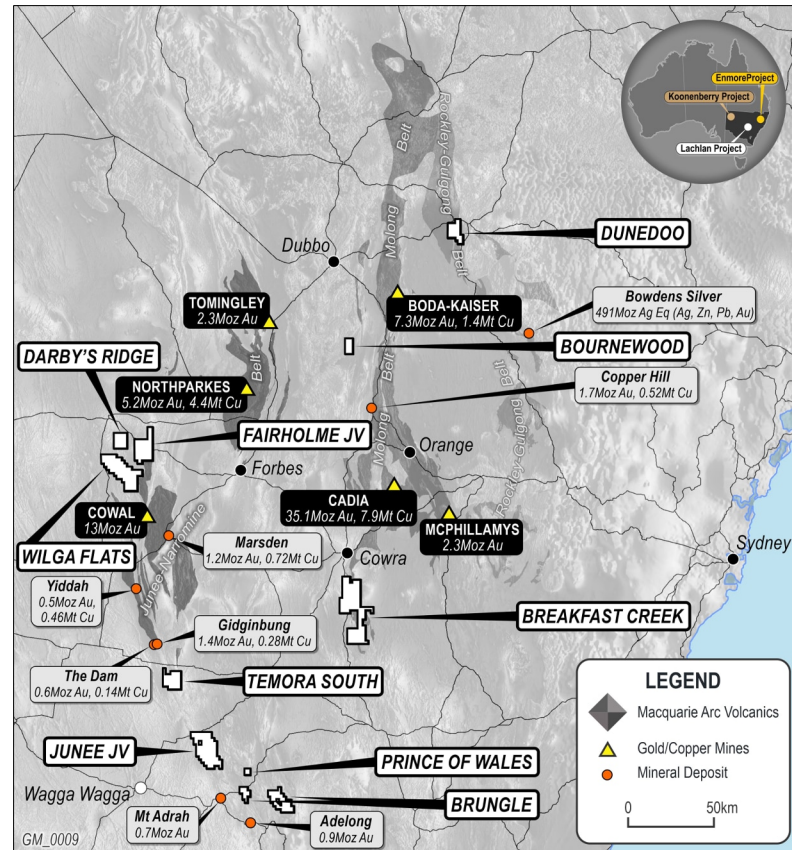 EnmoreProject
Koonenberry Project
Lachlan Project
Belt
Rockley-Guigong
Belt
Molong
Belt
DUNEDOO
Dubbo
TOMINGLEY
2.3Moz Au
BODA-KAISER
7.3Moz Au, 1.4Mt Cu
Bowdens Silver
491Moz Ag Eq (Ag, Zn, Pb, Au)
BOURNEWOOD
DARBY'S RIDGE
Belt
NORTHPARKES
5.2Moz Au, 4.4Mt Cu
Copper Hill
1.7Moz Au, 0.52Mt Cu
Molong
Belt
Rockley-Guigong
FAIRHOLME JV
Orange
Forbes
CADIA
35.1Moz Au, 7.9Mt Cu
COWAL
13Moz Au
MCPHILLAMYS
2.3Moz Au
WILGA FLATS
Junee Narromine
Marsden
1.2Moz Au, 0.72Mt Cu
Cowra
Sydney
Yiddah
0.5Moz Au,
0.46Mt Cu
BREAKFAST CREEK
Gidginbung
1.4Moz Au, 0.28Mt Cu
The Dam
0.6Moz Au, 0.14Mt Cu
TEMORA SOUTH
JUNEE JV
PRINCE OF WALES
Wagga Wagga
BRUNGLE
Mt Adrah
0.7Moz Au
Adelong
0.9Moz Au
LEGEND
Macquarie Arc Volcanics
Gold/Copper Mines
Mineral Deposit
0 50km
GM_0009